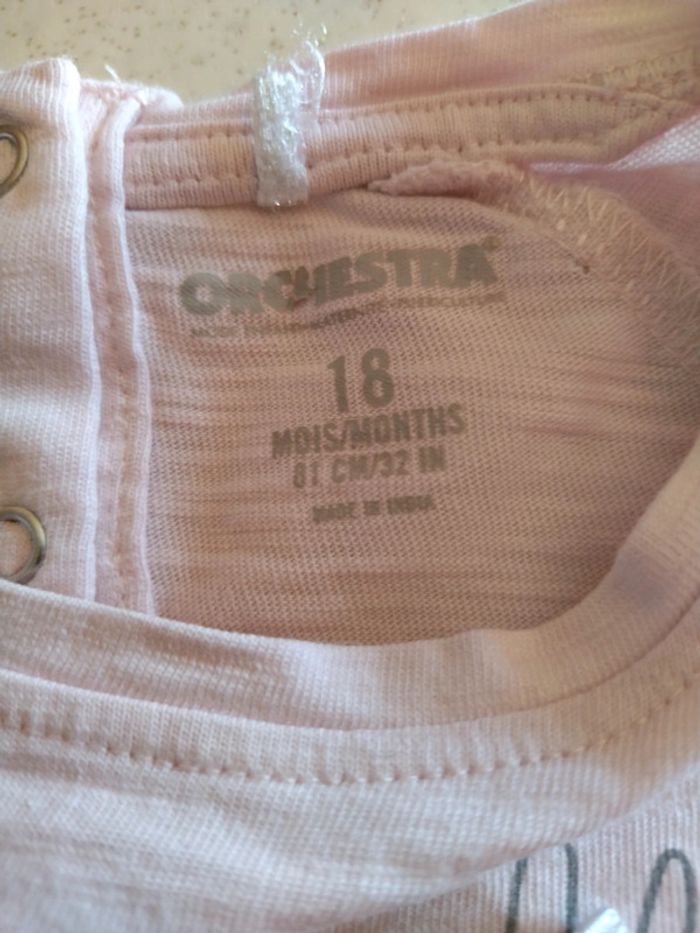 ORCHESTRA®
18
MOIS/MONTHS
81 CM/32 IN
MADE IN INDIA